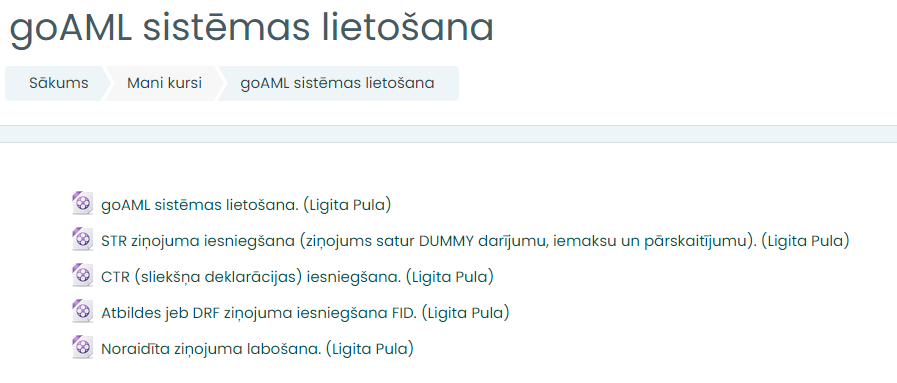 goAML sistēmas lietošana
Sākums Mani kursi goAML sistēmas lietošana
goAML sistēmas lietošana. (Ligita Pula)
STR ziņojuma iesniegšana (ziņojums satur DUMMY darījumu, iemaksu un pārskaitījumu). (Ligita Pula)
CTR (sliekšņa deklarācijas) iesniegšana. (Ligita Pula)
Atbildes jeb DRF ziņojuma iesniegšana FID. (Ligita Pula)
Noraidīta ziņojuma labošana. (Ligita Pula)